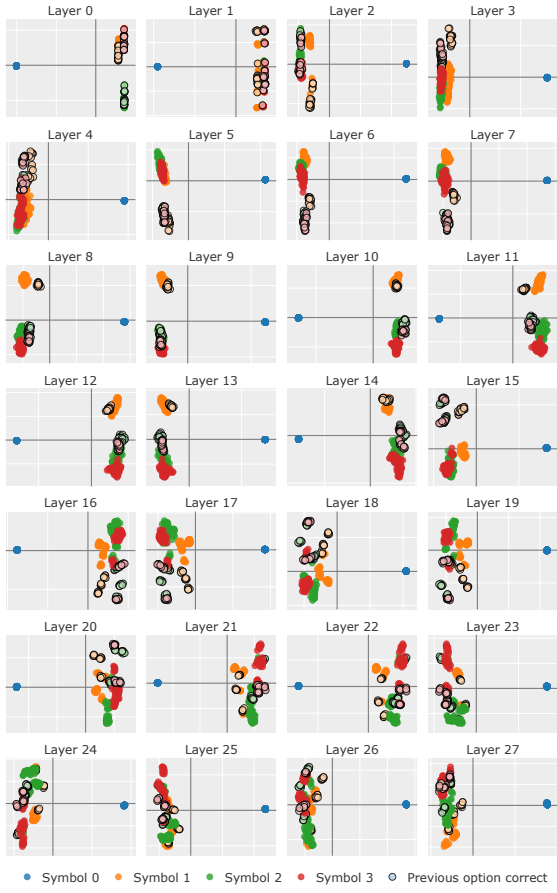 Layer 0 Layer 1 Layer 2 Layer 3
Layer 4 Layer 5 Layer 6 Layer 7
Layer 8 Layer 9 Layer 10 Layer 11
Layer 12 Layer 13 Layer 14 Layer 15
Layer 16 Layer 17 Layer 18 Layer 19
Layer 20 Layer 21 Layer 22 Layer 23
Layer 24 Layer 25 Layer 26 Layer 27
Symbol 0 Symbol 1 Symbol 2 Symbol 3 Previous option correct